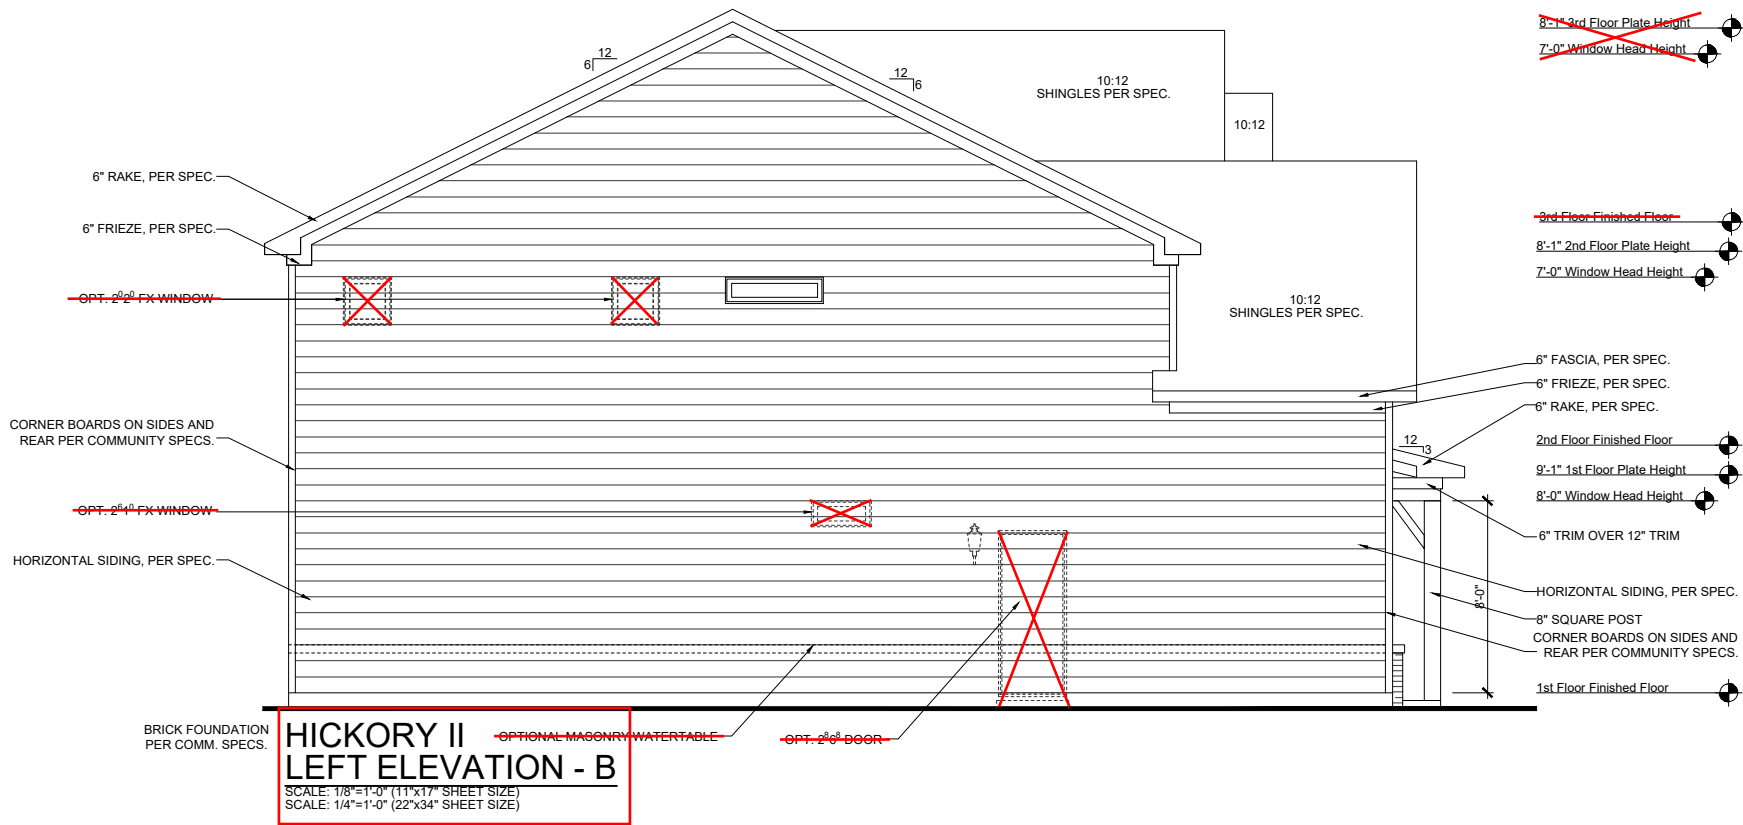 8'-1" 3rd Floor Plate Height
7'-0" Window Head Height
12
6
12
6
10:12
SHINGLES PER SPEC.
10:12
6" RAKE, PER SPEC.
6" FRIEZE, PER SPEC.
3rd Floor Finished Floor
8'-1" 2nd Floor Plate Height
7'-0" Window Head Height
OPT. 2⁰2⁰ FX WINDOW
10:12
SHINGLES PER SPEC.
6" FASCIA, PER SPEC.
6" FRIEZE, PER SPEC.
6" RAKE, PER SPEC.
CORNER BOARDS ON SIDES AND
REAR PER COMMUNITY SPECS.
12
3
2nd Floor Finished Floor
9'-1" 1st Floor Plate Height
8'-0" Window Head Height
OPT. 2⁶1⁰ FX WINDOW
6" TRIM OVER 12" TRIM
HORIZONTAL SIDING, PER SPEC.
8'-0"
HORIZONTAL SIDING, PER SPEC.
8" SQUARE POST
CORNER BOARDS ON SIDES AND
REAR PER COMMUNITY SPECS.
1st Floor Finished Floor
BRICK FOUNDATION
PER COMM. SPECS.
HICKORY II
LEFT ELEVATION - B
SCALE: 1/8"=1'-0" (11"x17" SHEET SIZE)
SCALE: 1/4"=1'-0" (22"x34" SHEET SIZE)
OPTIONAL MASONRY WATERTABLE
OPT. 2⁸6⁸ DOOR